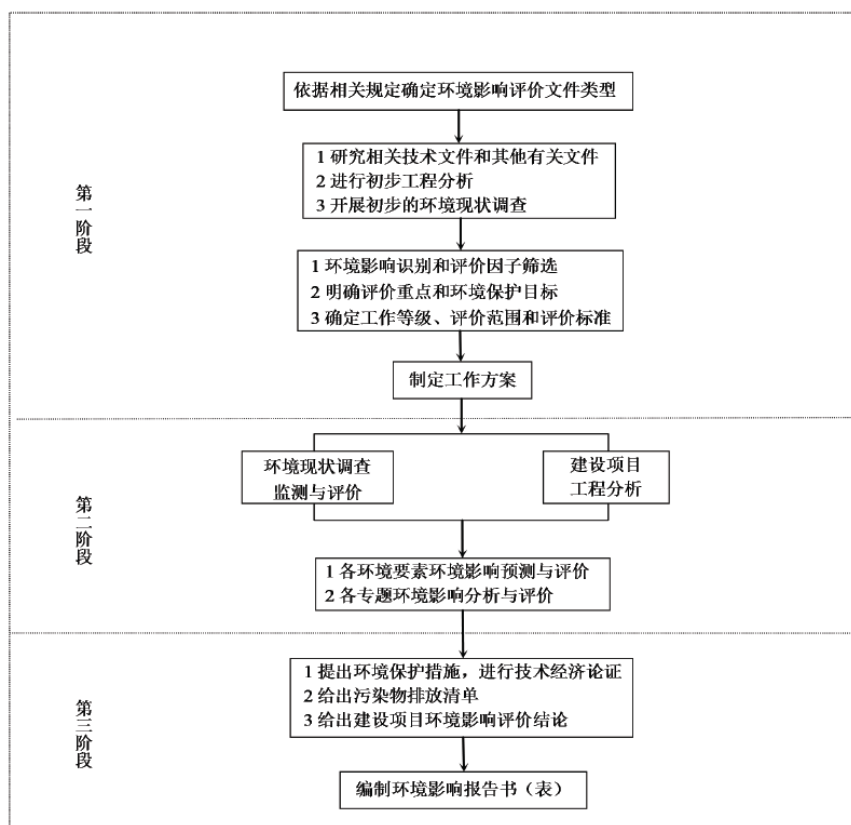 依据相关规定确定环境影响评价文件类型
1 研究相关技术文件和其他有关文件
2 进行初步工程分析
3 开展初步的环境现状调查
第一阶段
1 环境影响识别和评价因子筛选
2 明确评价重点和环境保护目标
3 确定工作等级、评价范围和评价标准
制定工作方案
第二阶段
环境现状调查
监测与评价
建设项目
工程分析
1 各环境要素环境影响预测与评价
2 各专题环境影响分析与评价
第三阶段
1 提出环境保护措施，进行技术经济论证
2 给出污染物排放清单
3 给出建设项目环境影响评价结论
编制环境影响报告书（表）